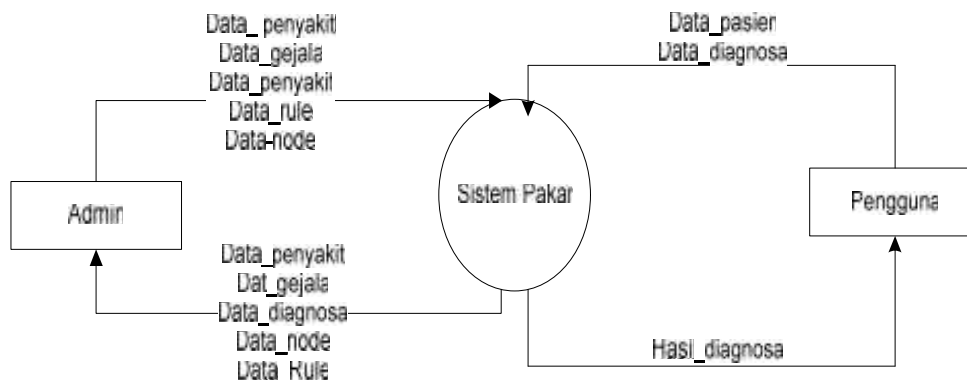 Data_ penyakit
Data_gejala
Data_penyakit
Data_rule
Data-node
Data_pasien
Data_diagnosa
Admin
Sistem Pakar
Pengguna
Data_penyakit
Dat_gejala
Data_diagnosa
Data_node
Data_Rule
Hasi_diagnosa